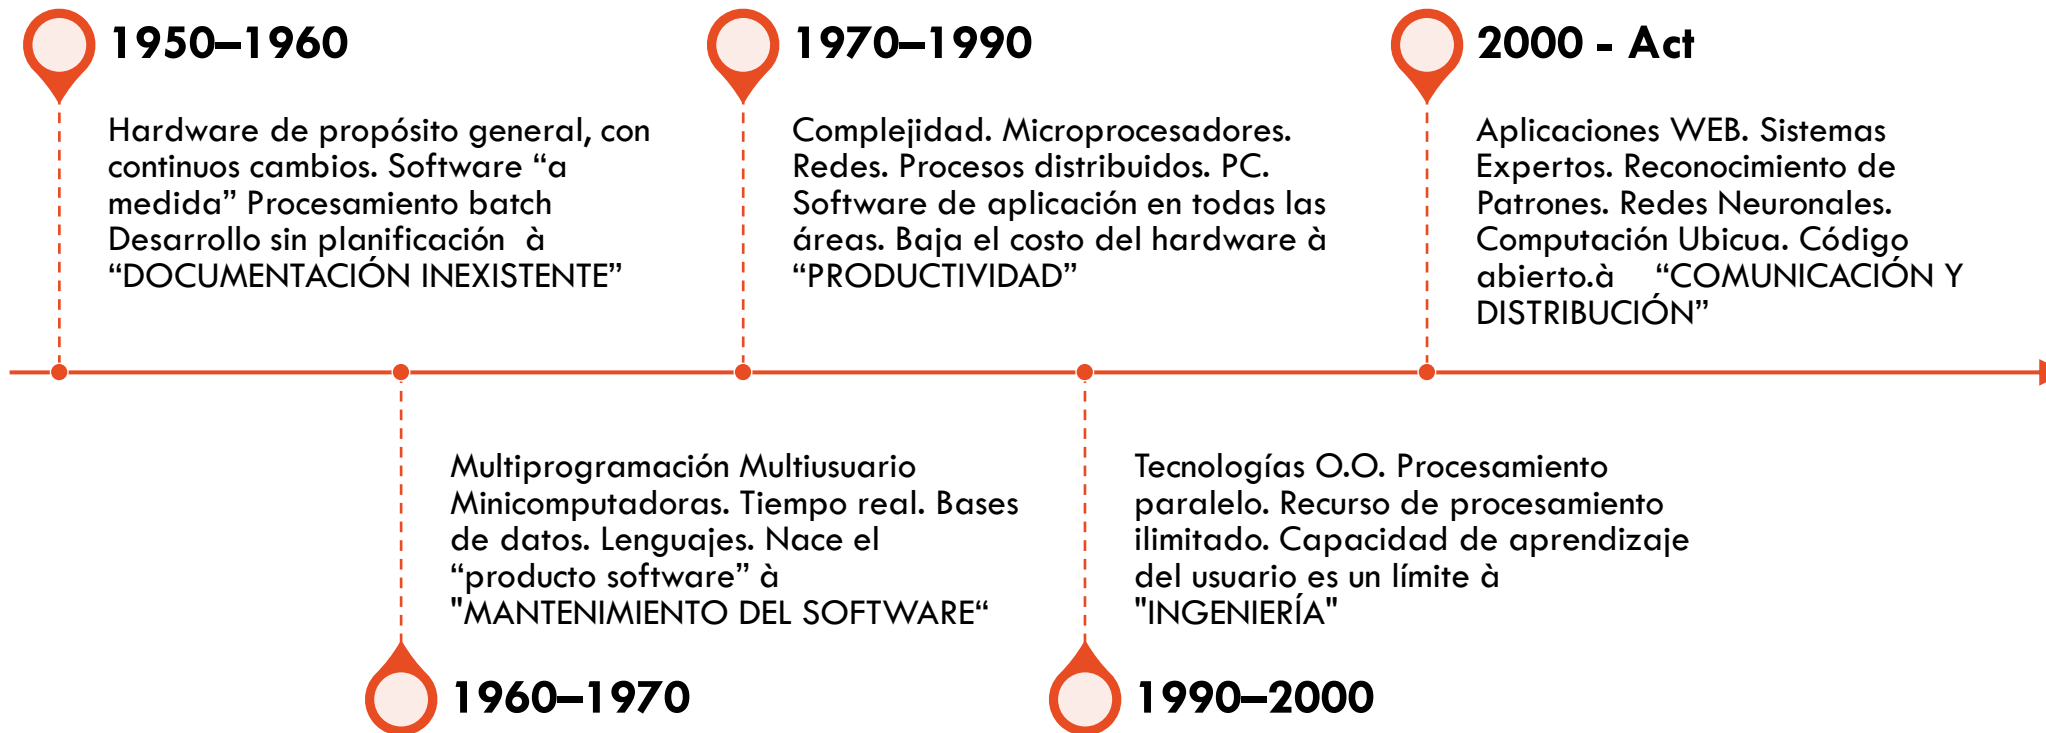 1950–1960
Hardware de propósito general, con
continuos cambios. Software “a
medida” Procesamiento batch
Desarrollo sin planificación à
“DOCUMENTACIÓN INEXISTENTE”
1970–1990
Complejidad. Microprocesadores.
Redes. Procesos distribuidos. PC.
Software de aplicación en todas las
áreas. Baja el costo del hardware à
“PRODUCTIVIDAD”
2000 - Act
Aplicaciones WEB. Sistemas
Expertos. Reconocimiento de
Patrones. Redes Neuronales.
Computación Ubicua. Código
abierto.à “COMUNICACIÓN Y
DISTRIBUCIÓN”
Multiprogramación Multiusuario
Minicomputadoras. Tiempo real. Bases
de datos. Lenguajes. Nace el
“producto software” à
"MANTENIMIENTO DEL SOFTWARE“
1960–1970
Tecnologías O.O. Procesamiento
paralelo. Recurso de procesamiento
ilimitado. Capacidad de aprendizaje
del usuario es un límite à
"INGENIERÍA"
1990–2000